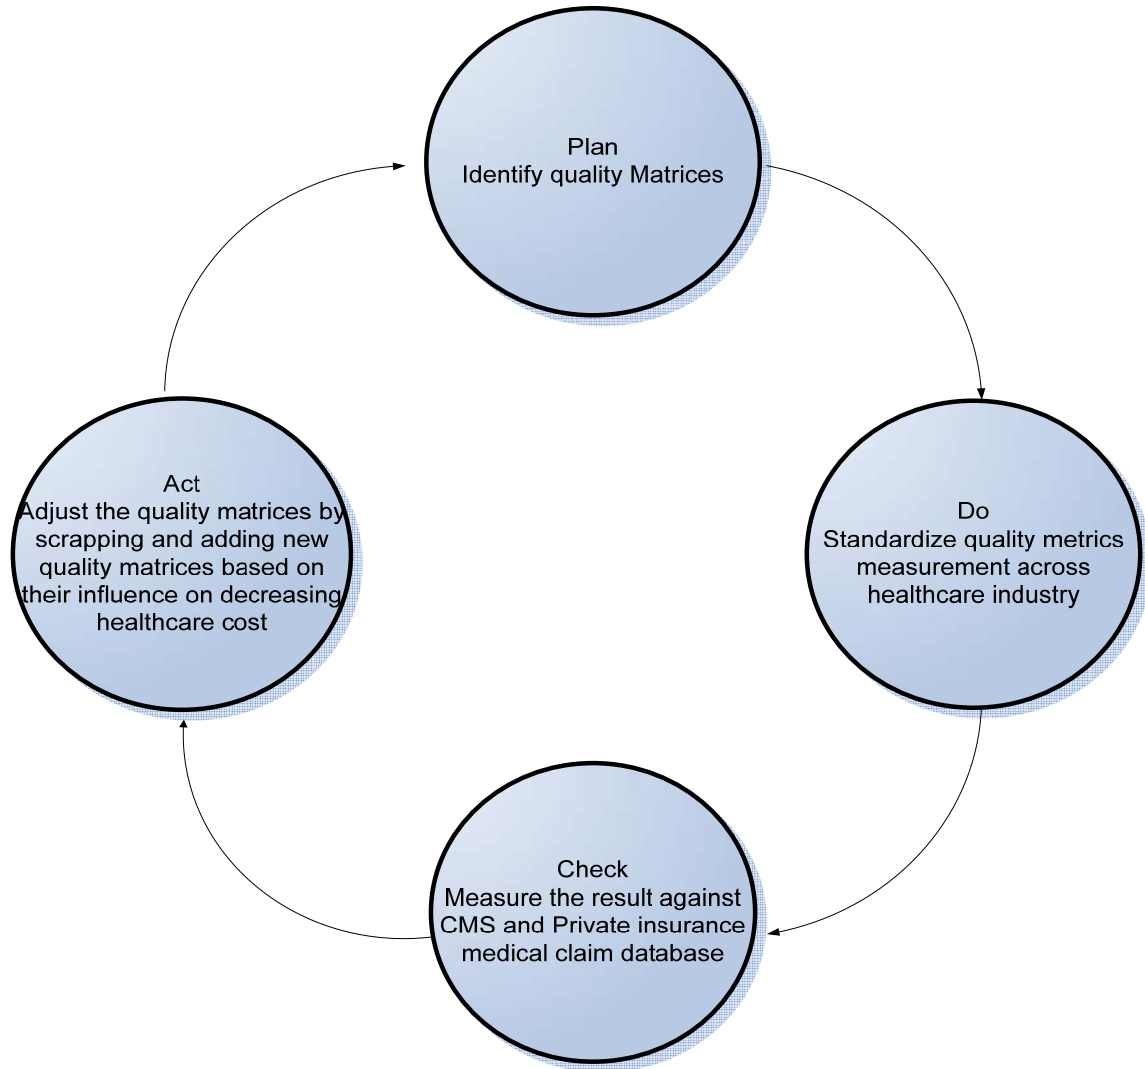 Plan
Identify quality Matrices
Do
Standardize quality metrics
measurement across
healthcare industry
Check
Measure the result against
CMS and Private insurance
medical claim database
Act
Adjust the quality matrices by
scrapping and adding new
quality matrices based on
their influence on decreasing
healthcare cost